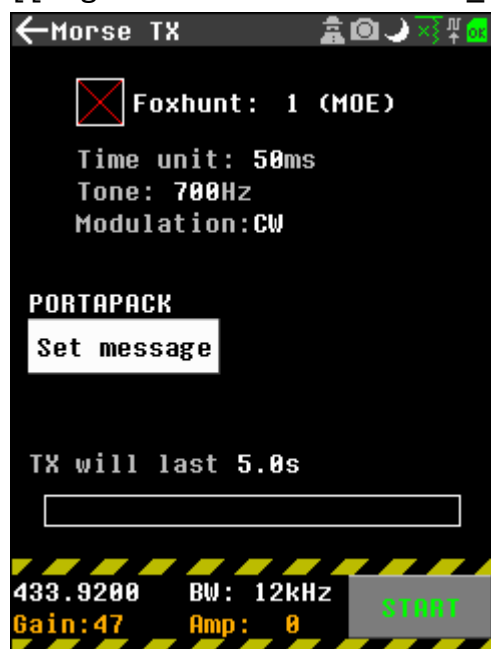 ←Morse TX OK
Foxhunt: 1 (MOE)
Time unit: 50ms
Tone: 700Hz
Modulation:CW
PORTAPACK
Set message
TX will last 5.0s
433.9200 BW: 12kHz
START
Gain:47 Amp: 0